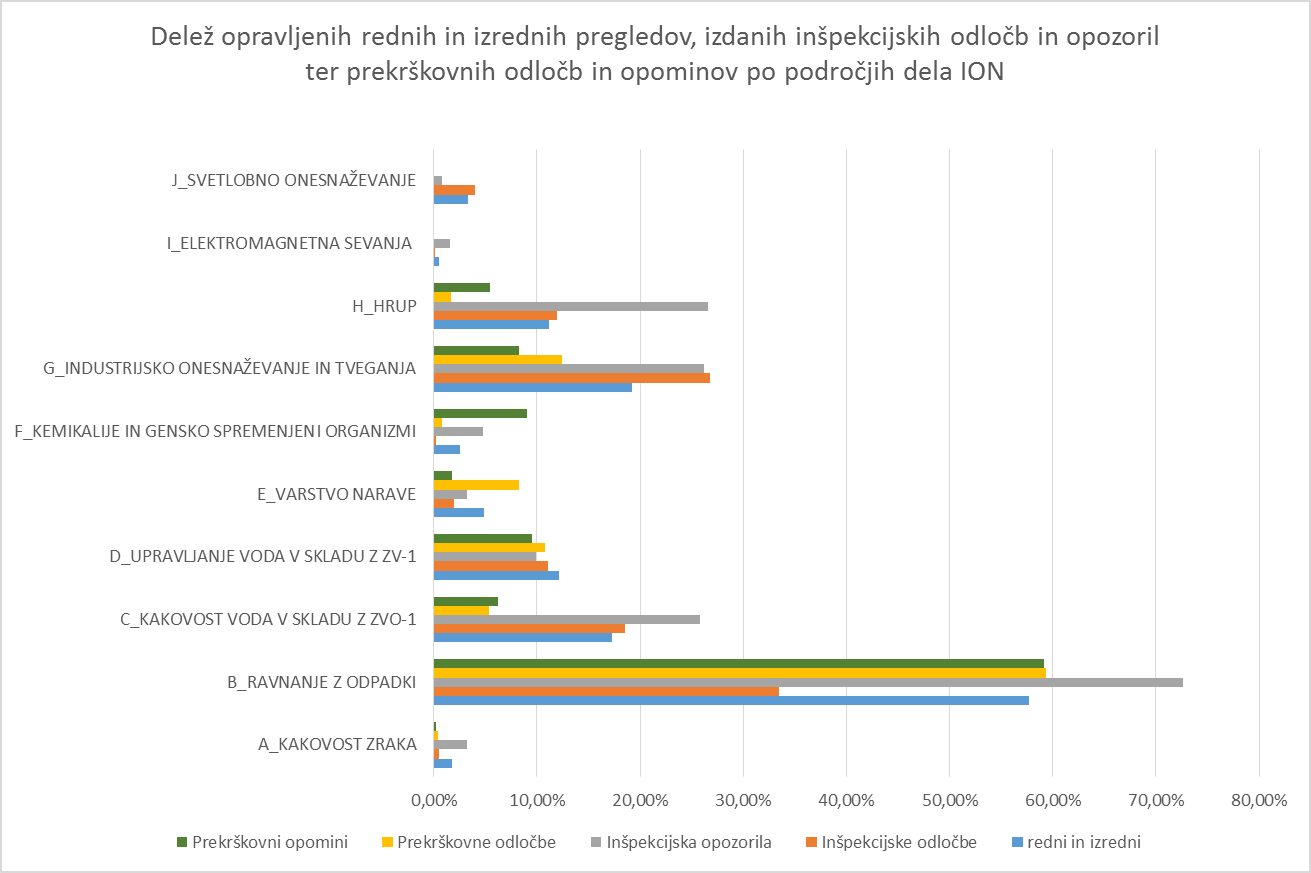 Delež opravljenih rednih in izrednih pregledov, izdanih inšpekcijskih odločb in opozoril
ter prekrškovnih odločb in opominov po področjih dela ION
J_SVETLOBNO ONESNAŽEVANJE
I_ELEKTROMAGNETNA SEVANJA
H_HRUP
G_INDUSTRIJSKO ONESNAŽEVANJE IN TVEGANJA
F_KEMIKALIJE IN GENSKO SPREMENJENI ORGANIZMI
E_VARSTVO NARAVE
D_UPRAVLJANJE VODA V SKLADU Z ZV-1
C_KAKOVOST VODA V SKLADU Z ZVO-1
B_RAVNANJE Z ODPADKI
A_KAKOVOST ZRAKA
0,00% 10,00% 20,00% 30,00% 40,00% 50,00% 60,00% 70,00% 80,00%
Prekrškovni opomini Prekrškovne odločbe Inšpekcijska opozorila Inšpekcijske odločbe redni in izredni